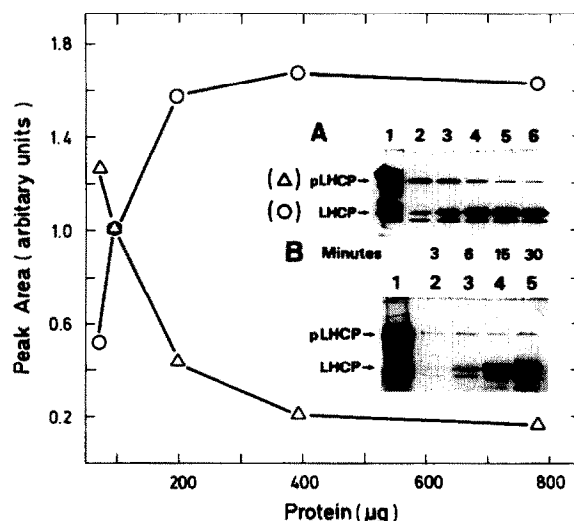 1.8
1.4
1.0
0.6
0.2
Peak Area (arbitary units)
A
1 2 3 4 5 6
(△) pLHCP→
(○) LHCP→
B Minutes 3 6 15 30
1 2 3 4 5
pLHCP→
LHCP→
200 400 600 800
Protein (µg)